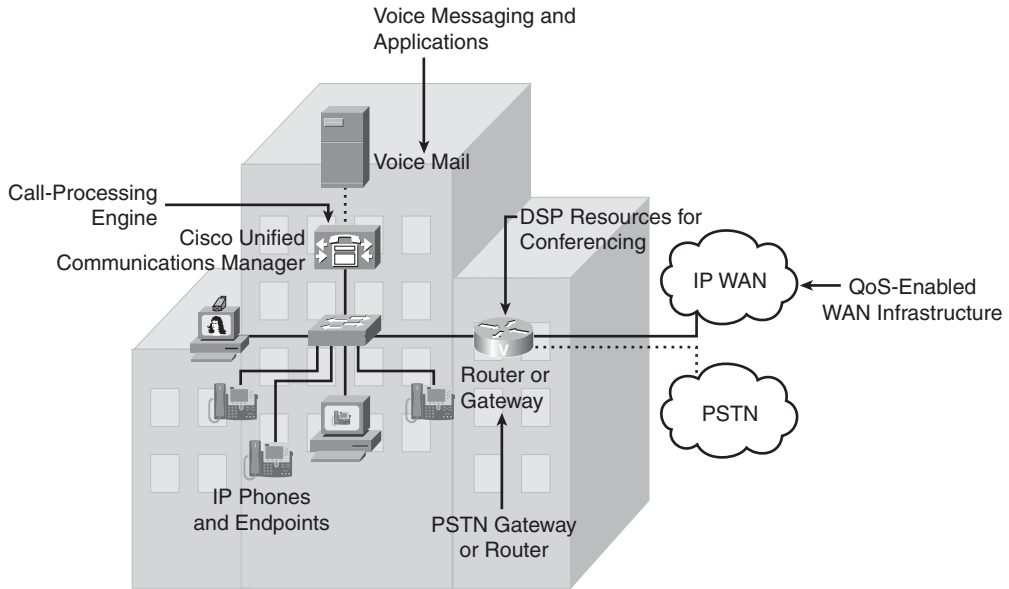 Voice Messaging and
Applications
Voice Mail
Call-Processing
Engine
Cisco Unified
Communications Manager
DSP Resources for
Conferencing
IP WAN
QoS-Enabled
WAN Infrastructure
V
Router or
Gateway
PSTN
IP Phones
and Endpoints
PSTN Gateway
or Router